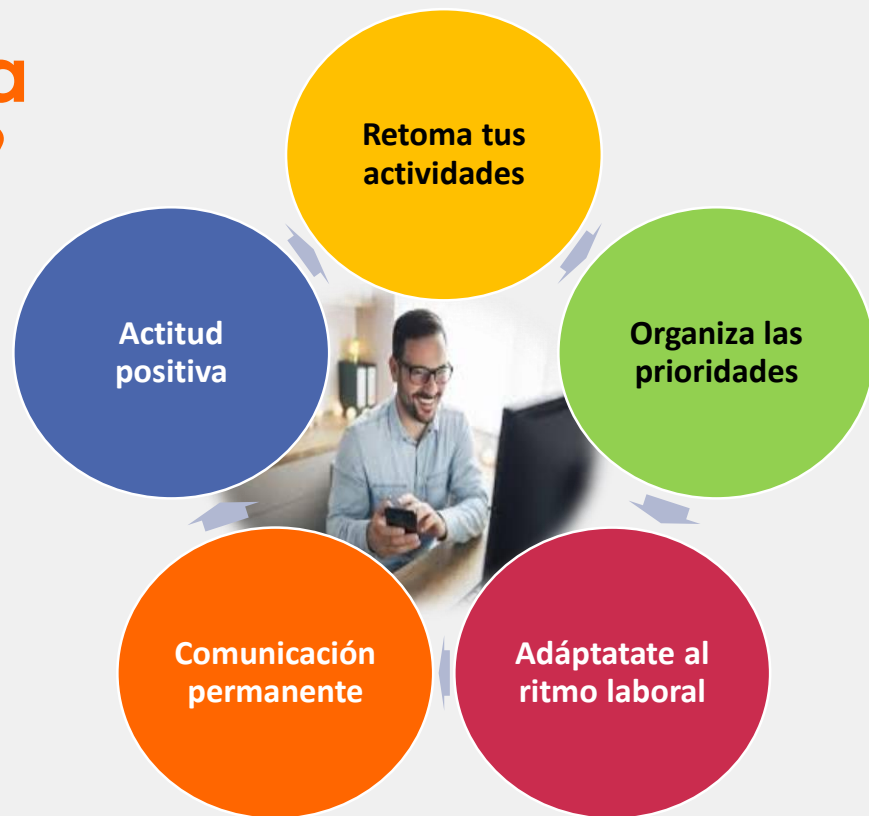 a
?
Retoma tus
actividades
Organiza las
prioridades
Adáptatate al
ritmo laboral
Comunicación
permanente
Actitud
positiva